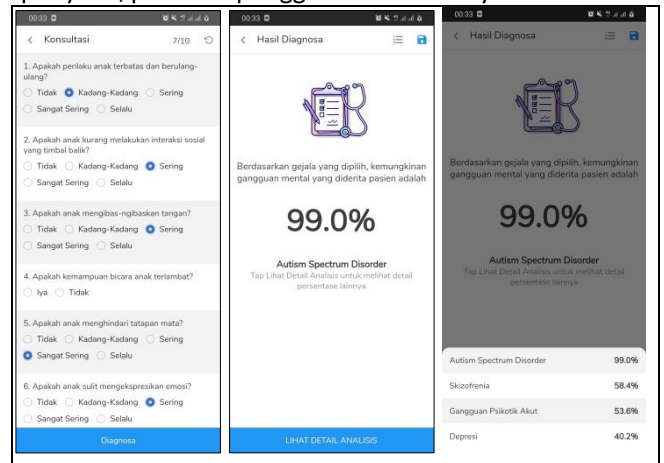 00:33
Konsultasi 7/10
1. Apakah perilaku anak terbatas dan berulang-
ulang?
Tidak Kadang-Kadang Sering
Sangat Sering Selalu
2. Apakah anak kurang melakukan interaksi sosial
yang timbal balik?
Tidak Kadang-Kadang Sering
Sangat Sering Selalu
3. Apakah anak mengibas-ngibaskan tangan?
Tidak Kadang-Kadang Sering
Sangat Sering Selalu
4. Apakah kemampuan bicara anak terlambat?
Iya Tidak
5. Apakah anak menghindari tatapan mata?
Tidak Kadang-Kadang Sering
Sangat Sering Selalu
6. Apakah anak sulit mengekspresikan emosi?
Tidak Kadang-Kadang Sering
Sangat Sering Selalu
Diagnosa
00:33
Hasil Diagnosa
Berdasarkan gejala yang dipilih, kemungkinan
gangguan mental yang diderita pasien adalah
99.0%
Autism Spectrum Disorder
Tap Lihat Detail Analisis untuk melihat detail
persentase lainnya
LIHAT DETAIL ANALISIS
00:33
Hasil Diagnosa
Berdasarkan gejala yang dipilih, kemungkinan
gangguan mental yang diderita pasien adalah
99.0%
Autism Spectrum Disorder
Tap Lihat Detail Analisis untuk melihat detail
persentase lainnya
Autism Spectrum Disorder 99.0%
Skizofrenia 58.4%
Gangguan Psikotik Akut 53.6%
Depresi 40.2%